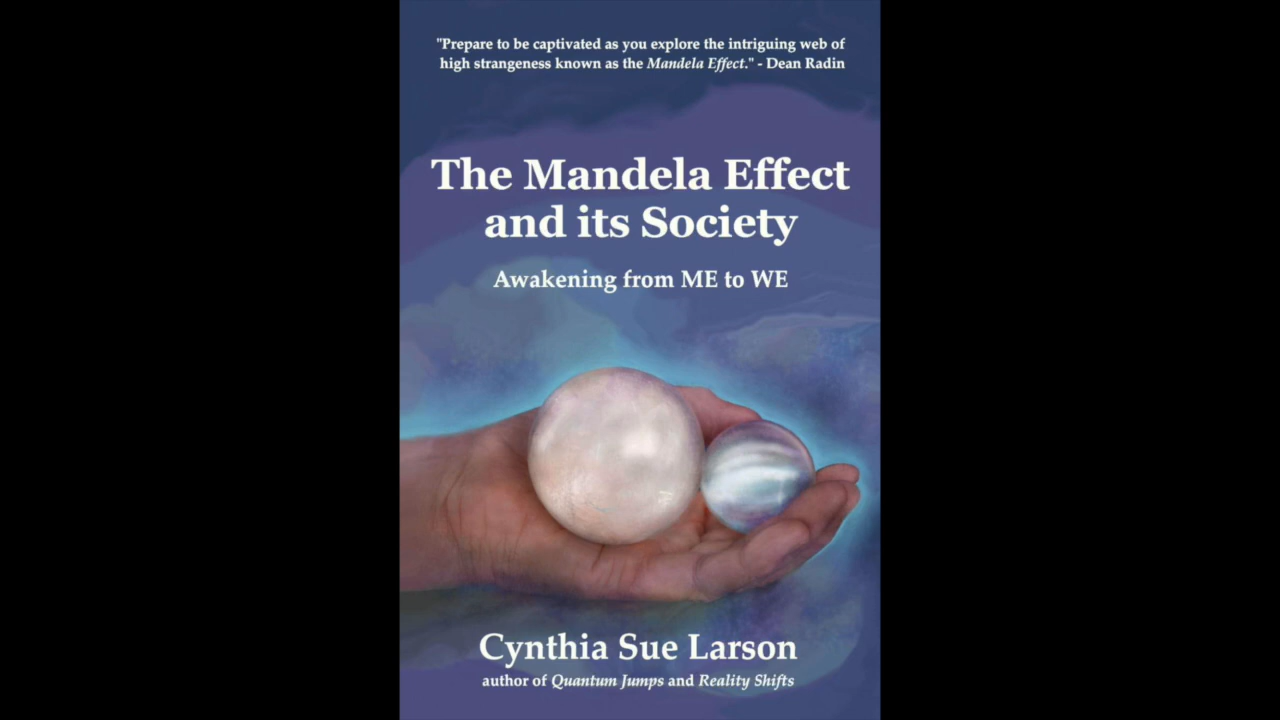 "Prepare to be captivated as you explore the intriguing web of
high strangeness known as the Mandela Effect." - Dean Radin
The Mandela Effect
and its Society
Awakening from ME to WE
Cynthia Sue Larson
author of Quantum Jumps and Reality Shifts